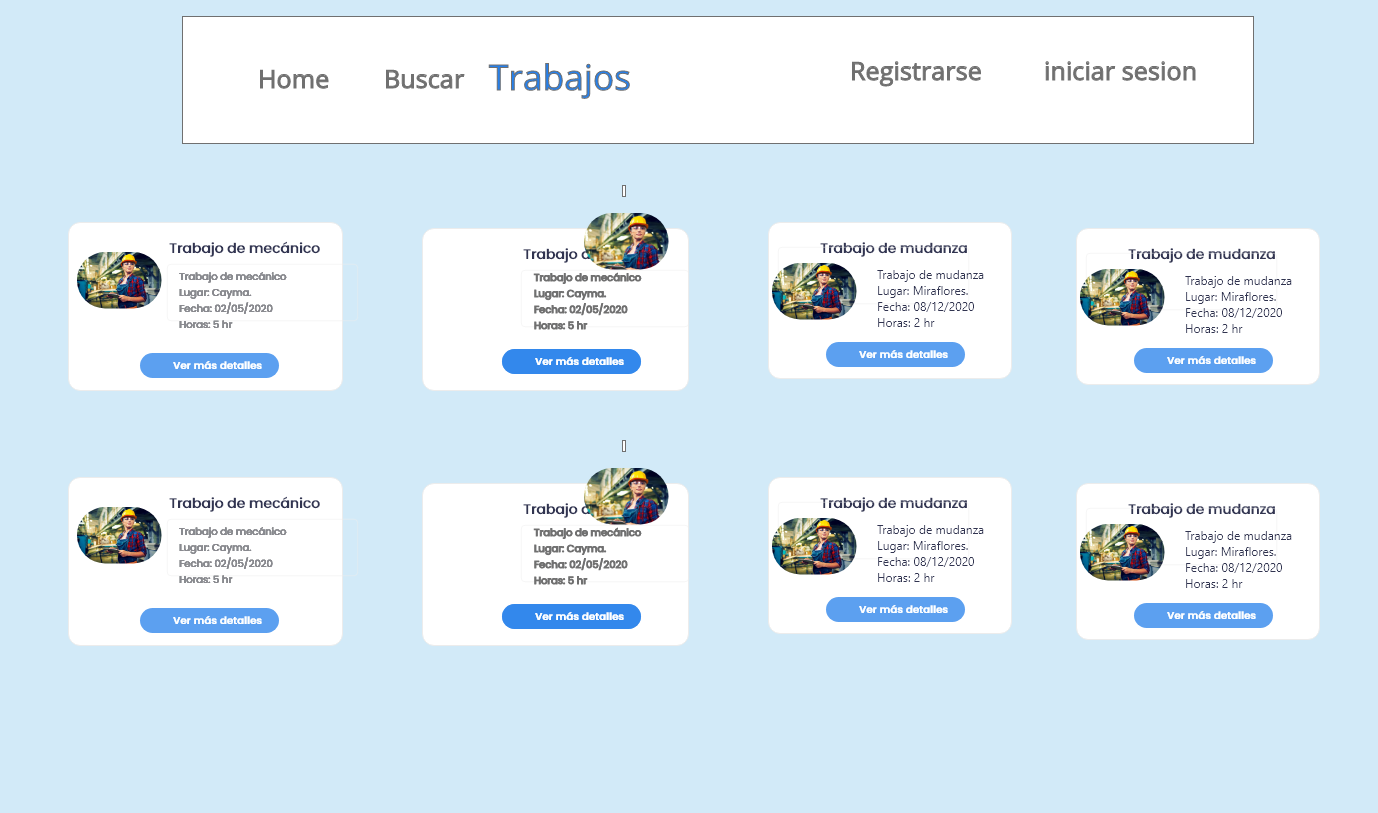 Home
Buscar
Trabajos
Registrarse
iniciar sesion
Trabajo de mecánico
Trabajo de mecánico
Lugar: Cayma.
Fecha: 02/05/2020
Horas: 5 hr
Ver más detalles
Trabajo
Trabajo de mecánico
Lugar: Cayma.
Fecha: 02/05/2020
Horas: 5 hr
Ver más detalles
Trabajo de mudanza
Trabajo de mudanza
Lugar: Miraflores.
Fecha: 08/12/2020
Horas: 2 hr
Ver más detalles
Trabajo de mudanza
Trabajo de mudanza
Lugar: Miraflores.
Fecha: 08/12/2020
Horas: 2 hr
Ver más detalles
Trabajo de mecánico
Trabajo de mecánico
Lugar: Cayma.
Fecha: 02/05/2020
Horas: 5 hr
Ver más detalles
Trabajo
Trabajo de mecánico
Lugar: Cayma.
Fecha: 02/05/2020
Horas: 5 hr
Ver más detalles
Trabajo de mudanza
Trabajo de mudanza
Lugar: Miraflores.
Fecha: 08/12/2020
Horas: 2 hr
Ver más detalles
Trabajo de mudanza
Trabajo de mudanza
Lugar: Miraflores.
Fecha: 08/12/2020
Horas: 2 hr
Ver más detalles